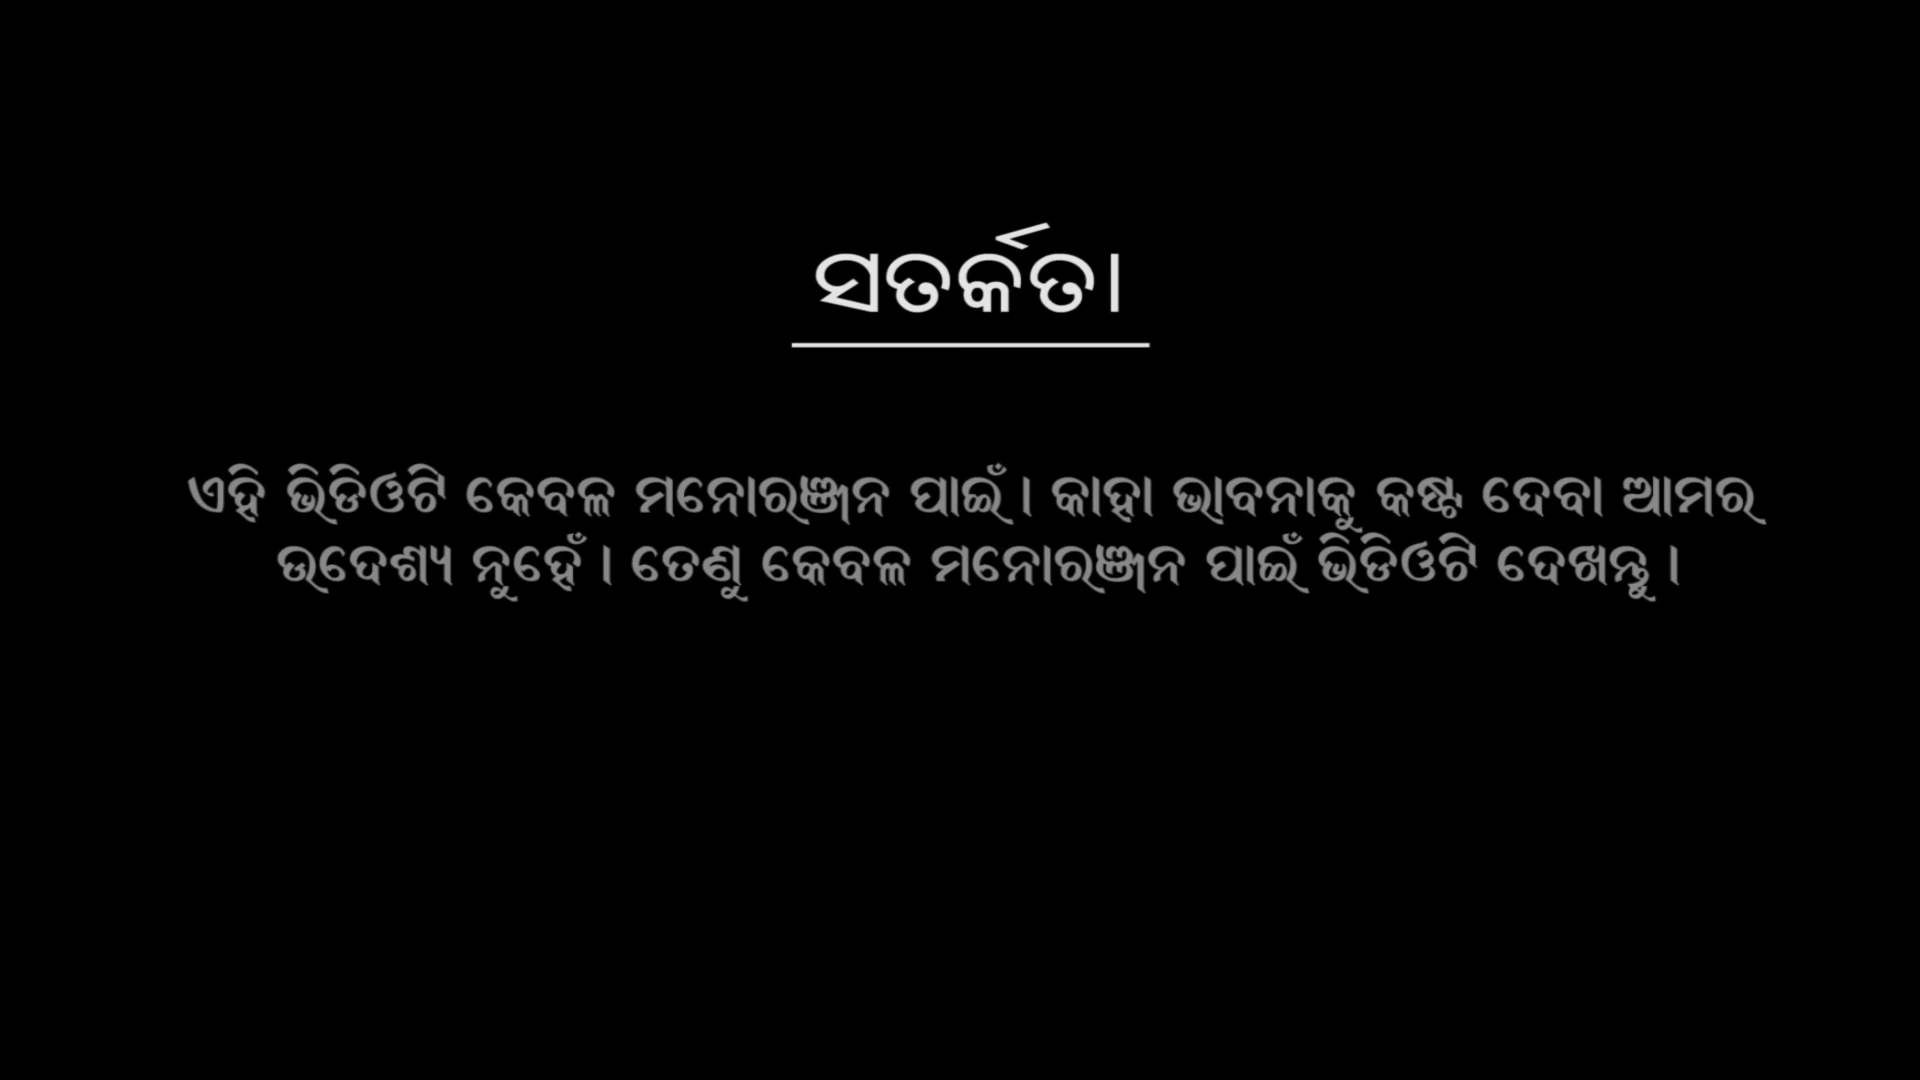 ସତର୍କତା
ଏହି ଭିଡିଓଟି କେବଳ ମନୋରଞ୍ଜନ ପାଇଁ । କାହା ଭାବନାକୁ କଷ୍ଟ ଦେବା ଆମର
ଉଦେଶ୍ୟ ନୁହେଁ । ତେଣୁ କେବଳ ମନୋରଞ୍ଜନ ପାଇଁ ଭିଡିଓଟି ଦେଖନ୍ତୁ ।